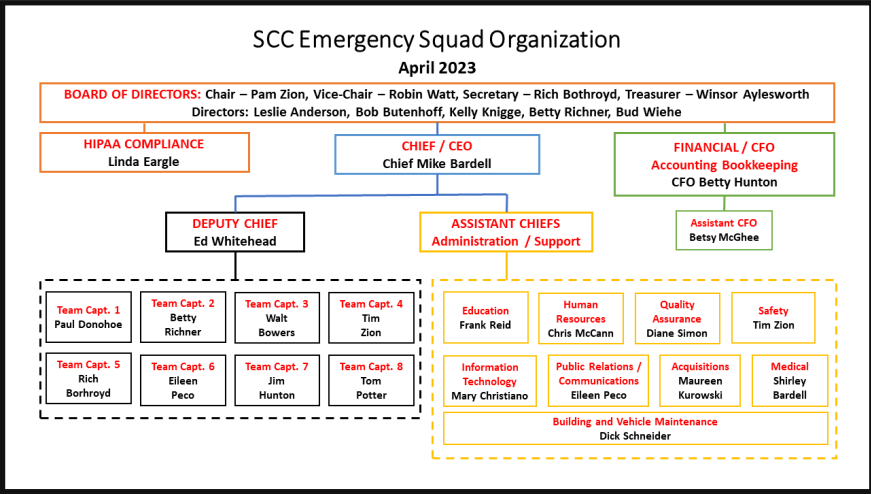 SCC Emergency Squad Organization
April 2023
BOARD OF DIRECTORS: Chair – Pam Zion, Vice-Chair – Robin Watt, Secretary – Rich Bothroyd, Treasurer – Winsor Aylesworth
Directors: Leslie Anderson, Bob Butenhoff, Kelly Knigge, Betty Richner, Bud Wiehe
HIPAA COMPLIANCE
Linda Eargle
CHIEF / CEO
Chief Mike Bardell
FINANCIAL / CFO
Accounting Bookkeeping
CFO Betty Hunton
DEPUTY CHIEF
Ed Whitehead
ASSISTANT CHIEFS
Administration / Support
Assistant CFO
Betsy McGhee
Team Capt. 1
Paul Donohoe
Team Capt. 2
Betty
Richner
Team Capt. 3
Walt
Bowers
Team Capt. 4
Tim
Zion
Team Capt. 5
Rich
Borhroyd
Team Capt. 6
Eileen
Peco
Team Capt. 7
Jim
Hunton
Team Capt. 8
Tom
Potter
Education
Frank Reid
Human
Resources
Chris McCann
Quality
Assurance
Diane Simon
Safety
Tim Zion
Information
Technology
Mary Christiano
Public Relations /
Communications
Eileen Peco
Acquisitions
Maureen
Kurowski
Medical
Shirley
Bardell
Building and Vehicle Maintenance
Dick Schneider